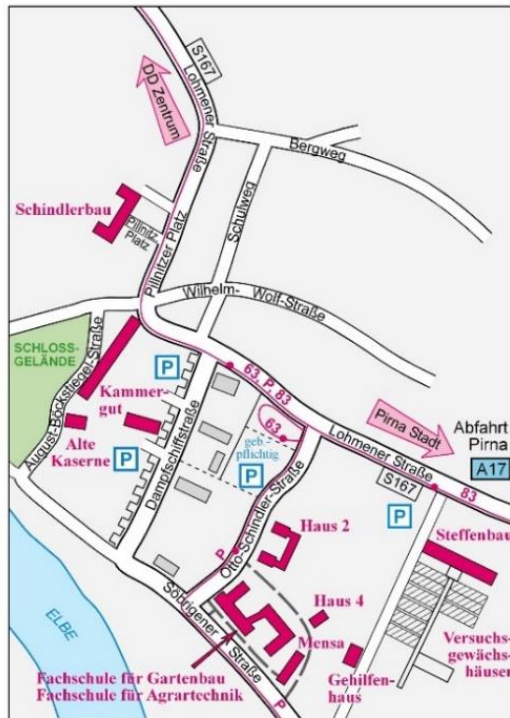 S167
DD Zentrum
Lohmener
Straße
Bergweg
Schulweg
Schindlerbau
Pillnitz.
Platz
Pillnitzer Platz
Wilhelm-
Wolf-Straße
SCHLOSS-
GELÄNDE
August-Böckstiegel-Straße
P
63, P, 83
Kammer-
gut
Pirna Stadt
Abfahrt
Pirna
A17
63
Alte
Kaserne
P
Dampfschiffstraße
geb.-
pflichtig
P
Lohmener Straße
S167
83
P
Otto-Schindler-Straße
Haus 2
Steffenbau
P
Söbrigener Straße
Haus 4
ELBE
Mensa
Versuchs-
gewächs-
häuser
Gehilfen-
haus
Fachschule für Gartenbau
Fachschule für Agrartechnik
P